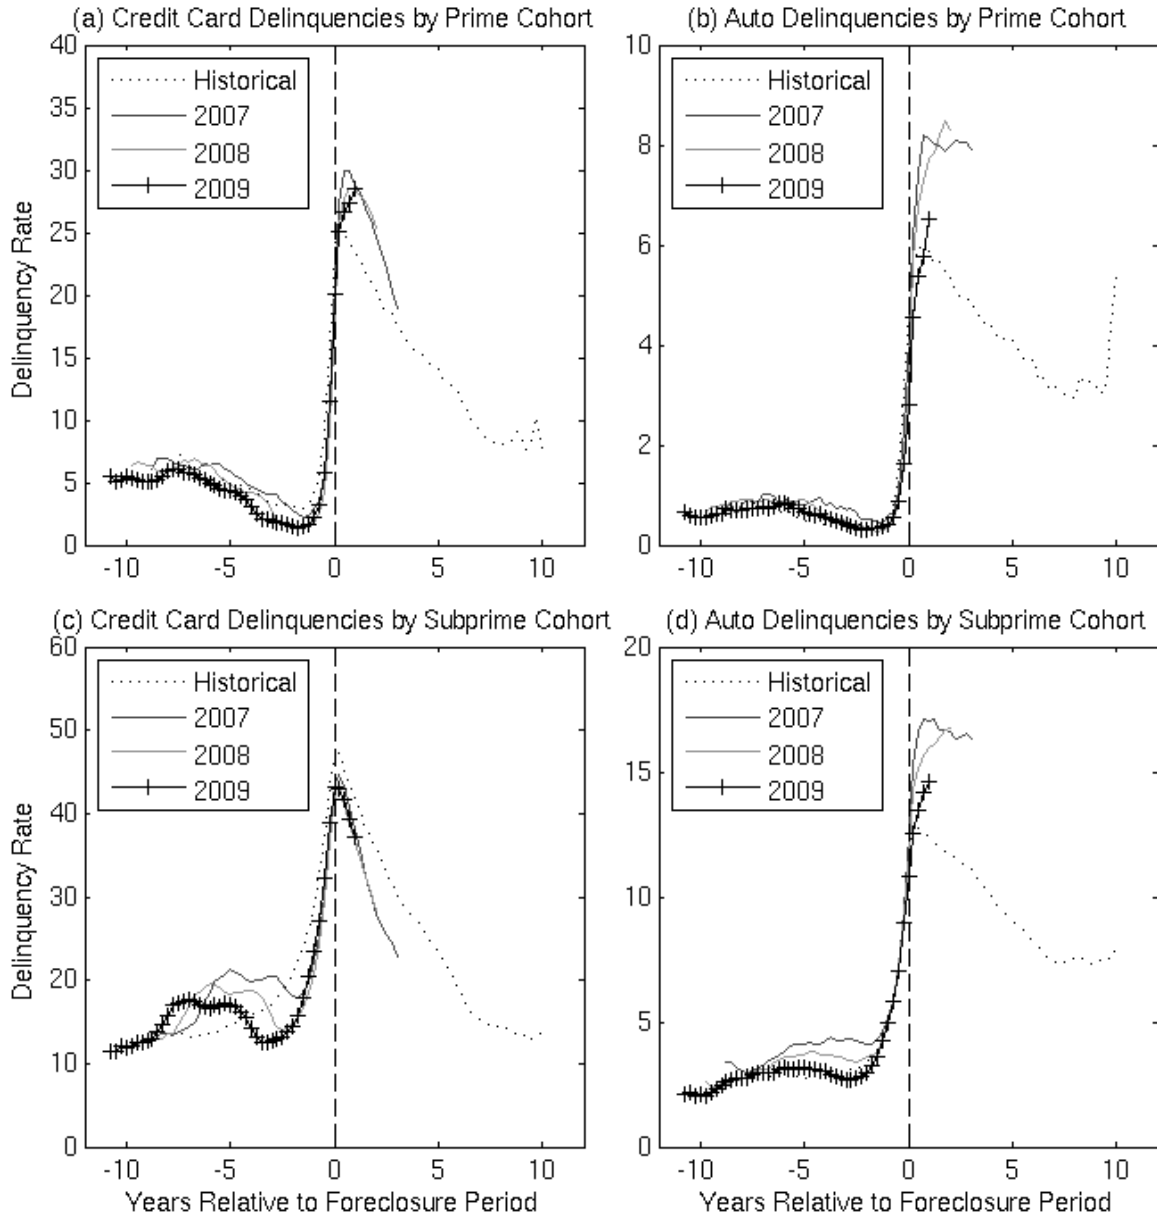 (a) Credit Card Delinquencies by Prime Cohort
40
35
30
25
20
15
10
5
0
Delinquency Rate
Historical
2007
2008
2009
-10 -5 0 5 10
(b) Auto Delinquencies by Prime Cohort
10
8
6
4
2
0
Historical
2007
2008
2009
-10 -5 0 5 10
(c) Credit Card Delinquencies by Subprime Cohort
60
50
40
30
20
10
0
Delinquency Rate
Historical
2007
2008
2009
-10 -5 0 5 10
Years Relative to Foreclosure Period
(d) Auto Delinquencies by Subprime Cohort
20
15
10
5
0
Historical
2007
2008
2009
-10 -5 0 5 10
Years Relative to Foreclosure Period